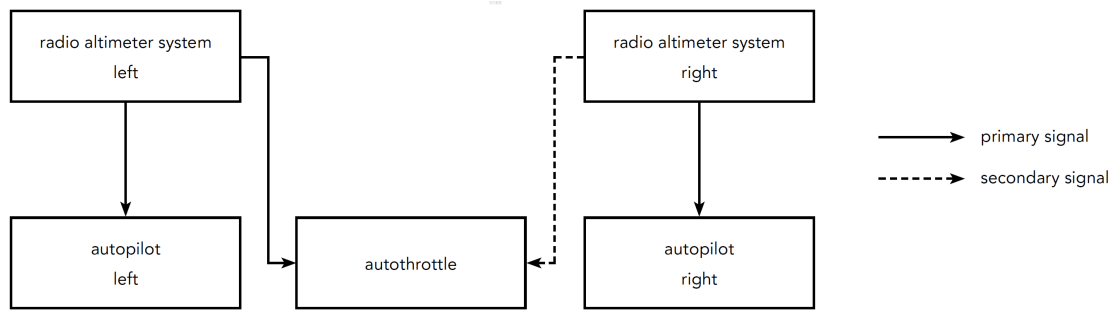 radio altimeter system
left
radio altimeter system
right
primary signal
secondary signal
autopilot
left
autothrottle
autopilot
right